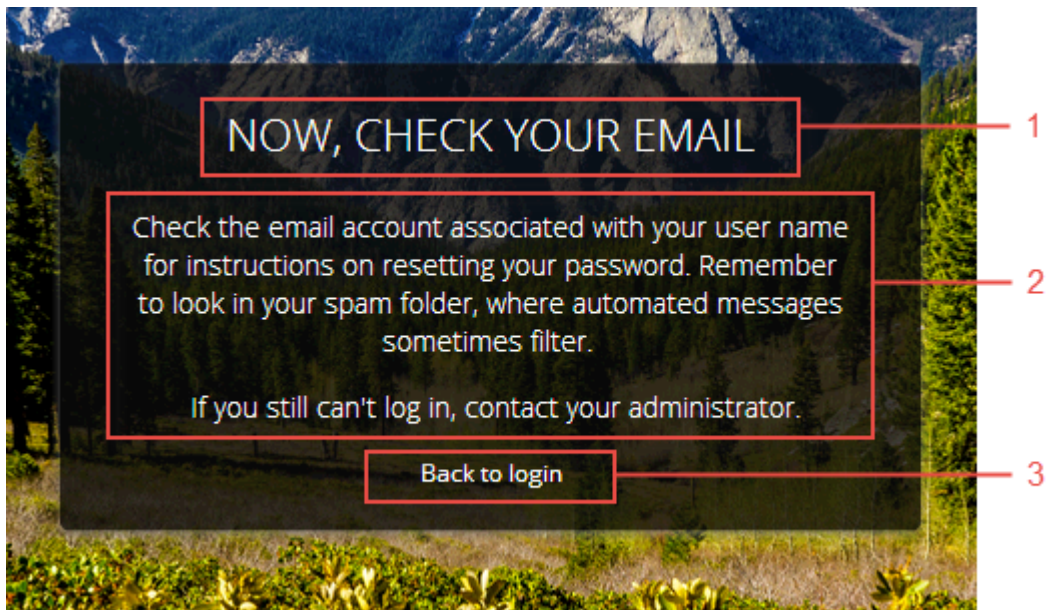 NOW, CHECK YOUR EMAIL
1
Check the email account associated with your user name
for instructions on resetting your password. Remember
to look in your spam folder, where automated messages
sometimes filter.
If you still can't log in, contact your administrator.
2
Back to login
3